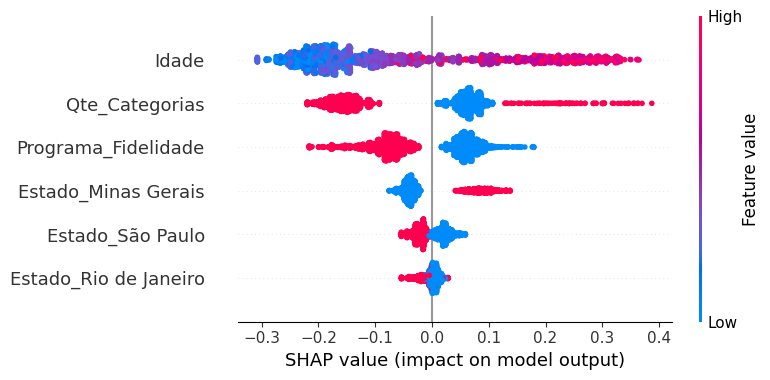 High
Idade
Qte_Categorias
Programa_Fidelidade
Estado_Minas Gerais
Estado_São Paulo
Estado_Rio de Janeiro
Feature value
Low
−0.3 −0.2 −0.1 0.0 0.1 0.2 0.3 0.4
SHAP value (impact on model output)